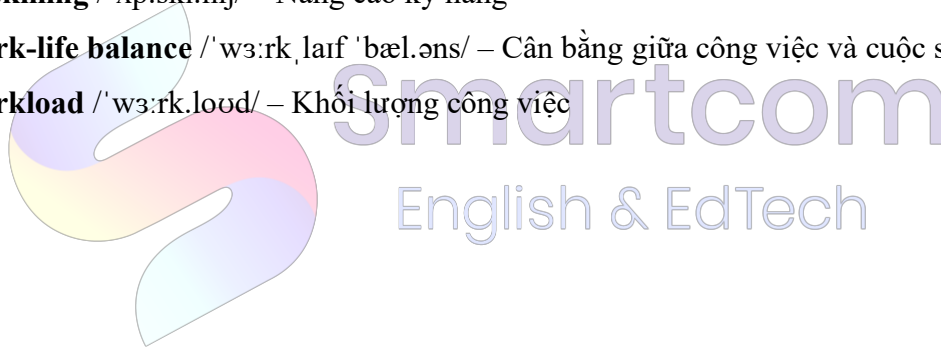 rk-life balance /ˈwɜːrk ˌlaɪf ˈbæl.əns/ – Cân bằng giữa công việc và cuộc s
rkload /ˈwɜːrk.loʊd/ – Khối lượng công việc
Smartcom
English & EdTech